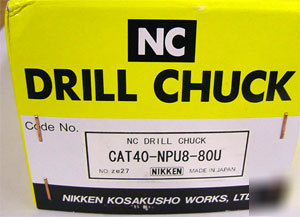 NC
DRILL CHUCK
Code No.
NC DRILL CHUCK
CAT40-NPU8-80U
NO. ze27 NIKKEN MADE IN JAPAN
NIKKEN KOSAKUSHO WORKS, LTD